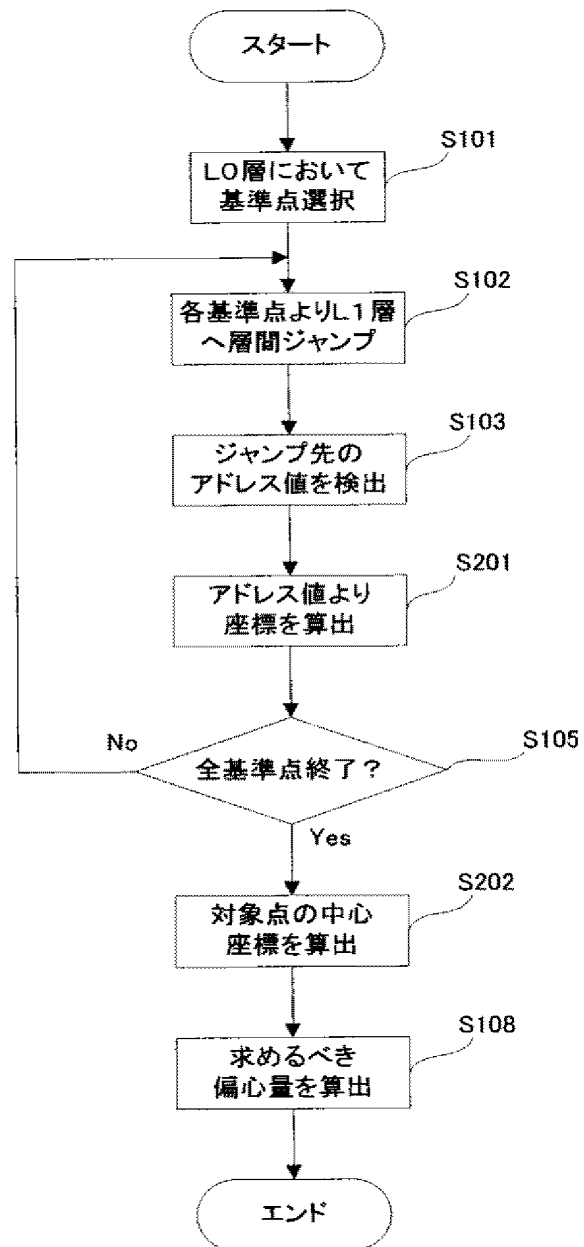 スタート
S101
L0層において
基準点選択
S102
各基準点よりL1層
へ層間ジャンプ
S103
ジャンプ先の
アドレス値を検出
S201
アドレス値より
座標を算出
No
S105
全基準点終了？
Yes
S202
対象点の中心
座標を算出
S108
求めるべき
偏心量を算出
エンド